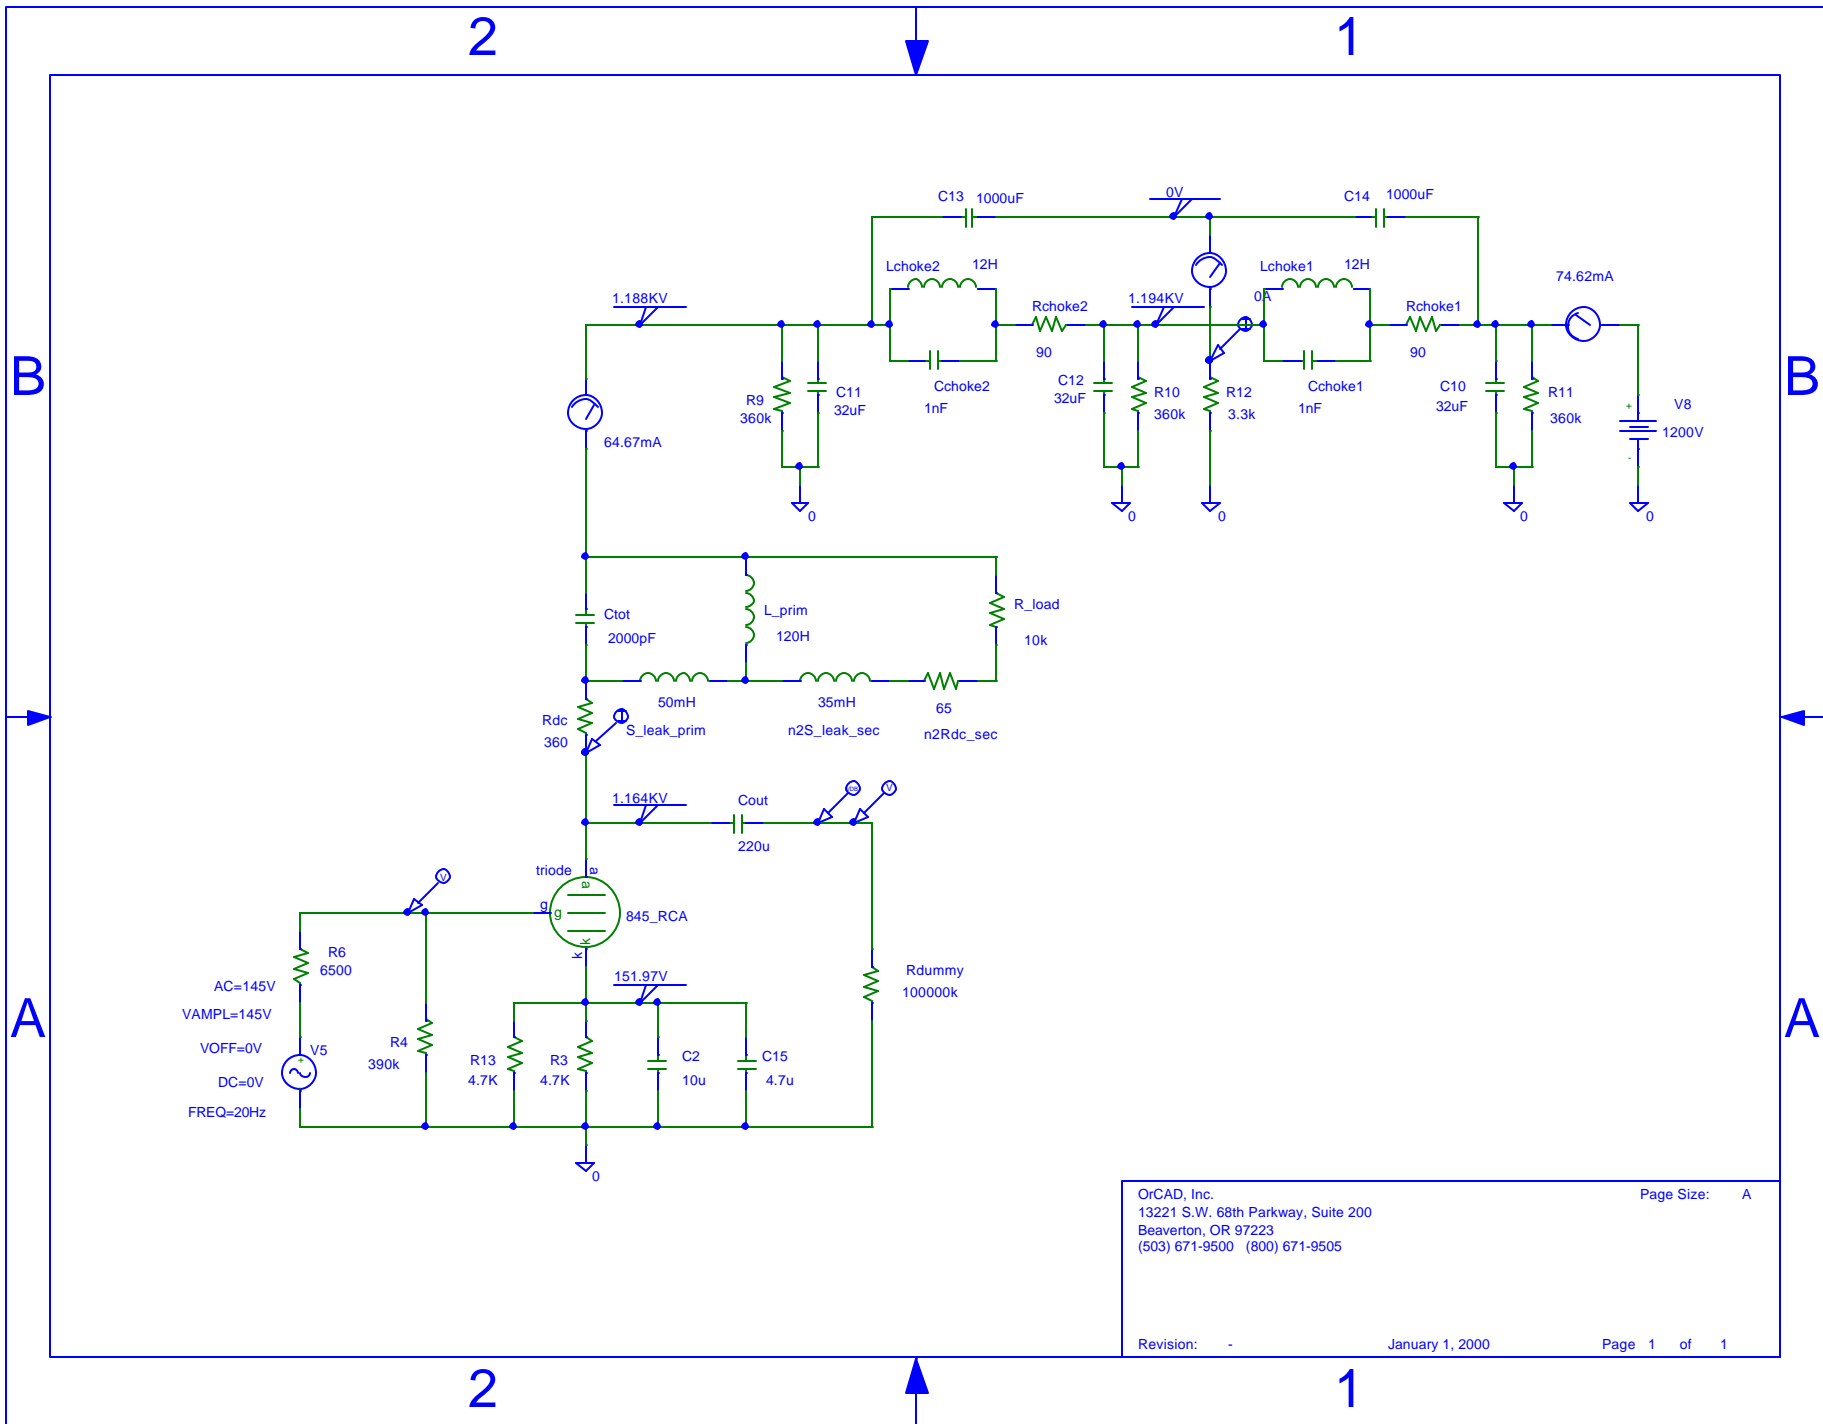 2
1
C13 1000uF
0V
C14 1000uF
Lchoke2 12H
Lchoke1 12H
74.62mA
1.188KV
Rchoke2
1.194KV
0A
Rchoke1
90
90
B
B
Cchoke2
1nF
C12
32uF
R10
360k
R12
3.3k
Cchoke1
1nF
C10
32uF
R11
360k
R9
360k
C11
32uF
+
V8
1200V
-
64.67mA
0
0
0
0
0
Ctot
2000pF
L_prim
120H
R_load
10k
50mH
35mH
65
Rdc
360
S_leak_prim
n2S_leak_sec
n2Rdc_sec
1.164KV
Cout
VDB
V
220u
triode
a
a
V
g
g
845_RCA
k
k
R6
6500
151.97V
Rdummy
100000k
AC=145V
VAMPL=145V
A
A
VOFF=0V
V5
+
R4
390k
R13
4.7K
R3
4.7K
C2
10u
C15
4.7u
DC=0V
FREQ=20Hz
0
OrCAD, Inc.
Page Size: A
13221 S.W. 68th Parkway, Suite 200
Beaverton, OR 97223
(503) 671-9500 (800) 671-9505
Revision: -
January 1, 2000
Page 1 of 1
2
1